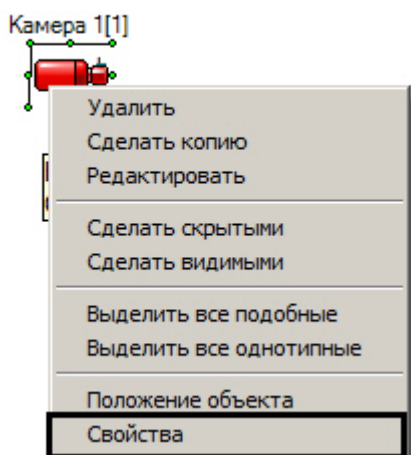 Камера 1[1]
Удалить
Сделать копию
Редактировать
Сделать скрытыми
Сделать видимыми
Выделить все подобные
Выделить все однотипные
Положение объекта
Свойства